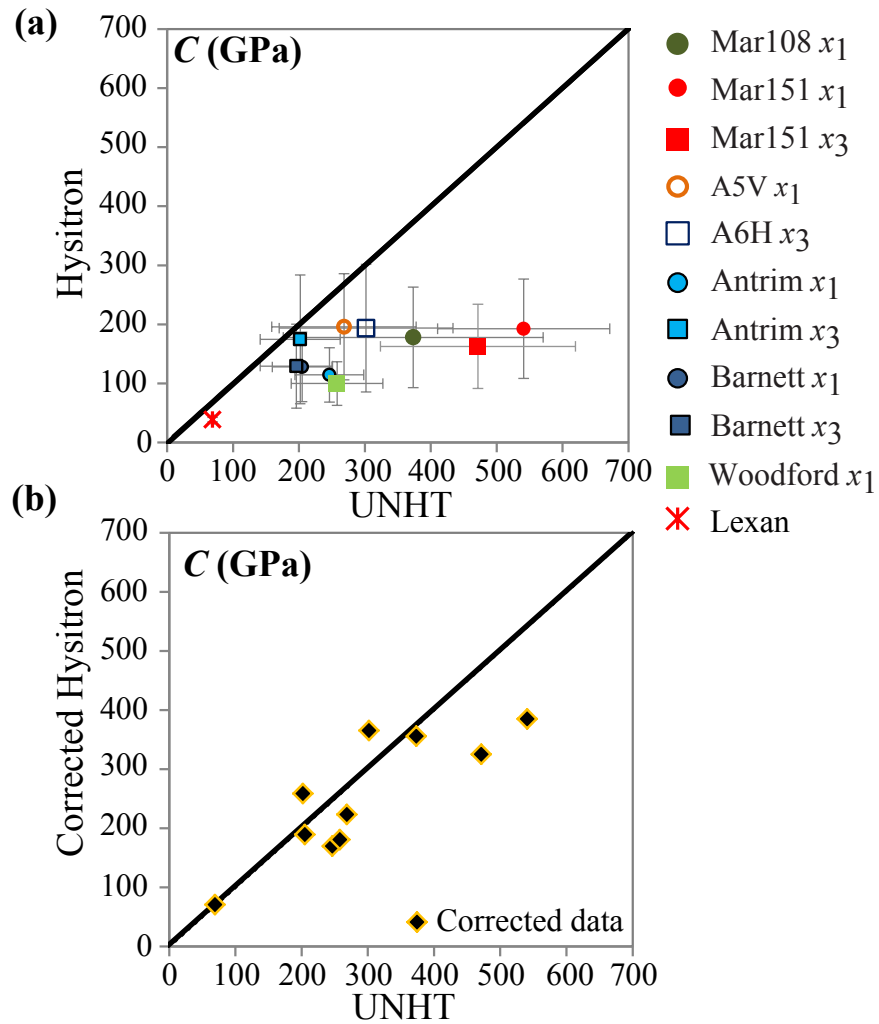 (a)
C (GPa)
700
600
500
400
300
200
100
0
Hysitron
0 100 200 300 400 500 600 700
UNHT
Mar108 x1
Mar151 x1
Mar151 x3
A5V x1
A6H x3
Antrim x1
Antrim x3
Barnett x1
Barnett x3
Woodford x1
Lexan
(b)
C (GPa)
700
600
500
400
300
200
100
0
Corrected Hysitron
Corrected data
0 100 200 300 400 500 600 700
UNHT